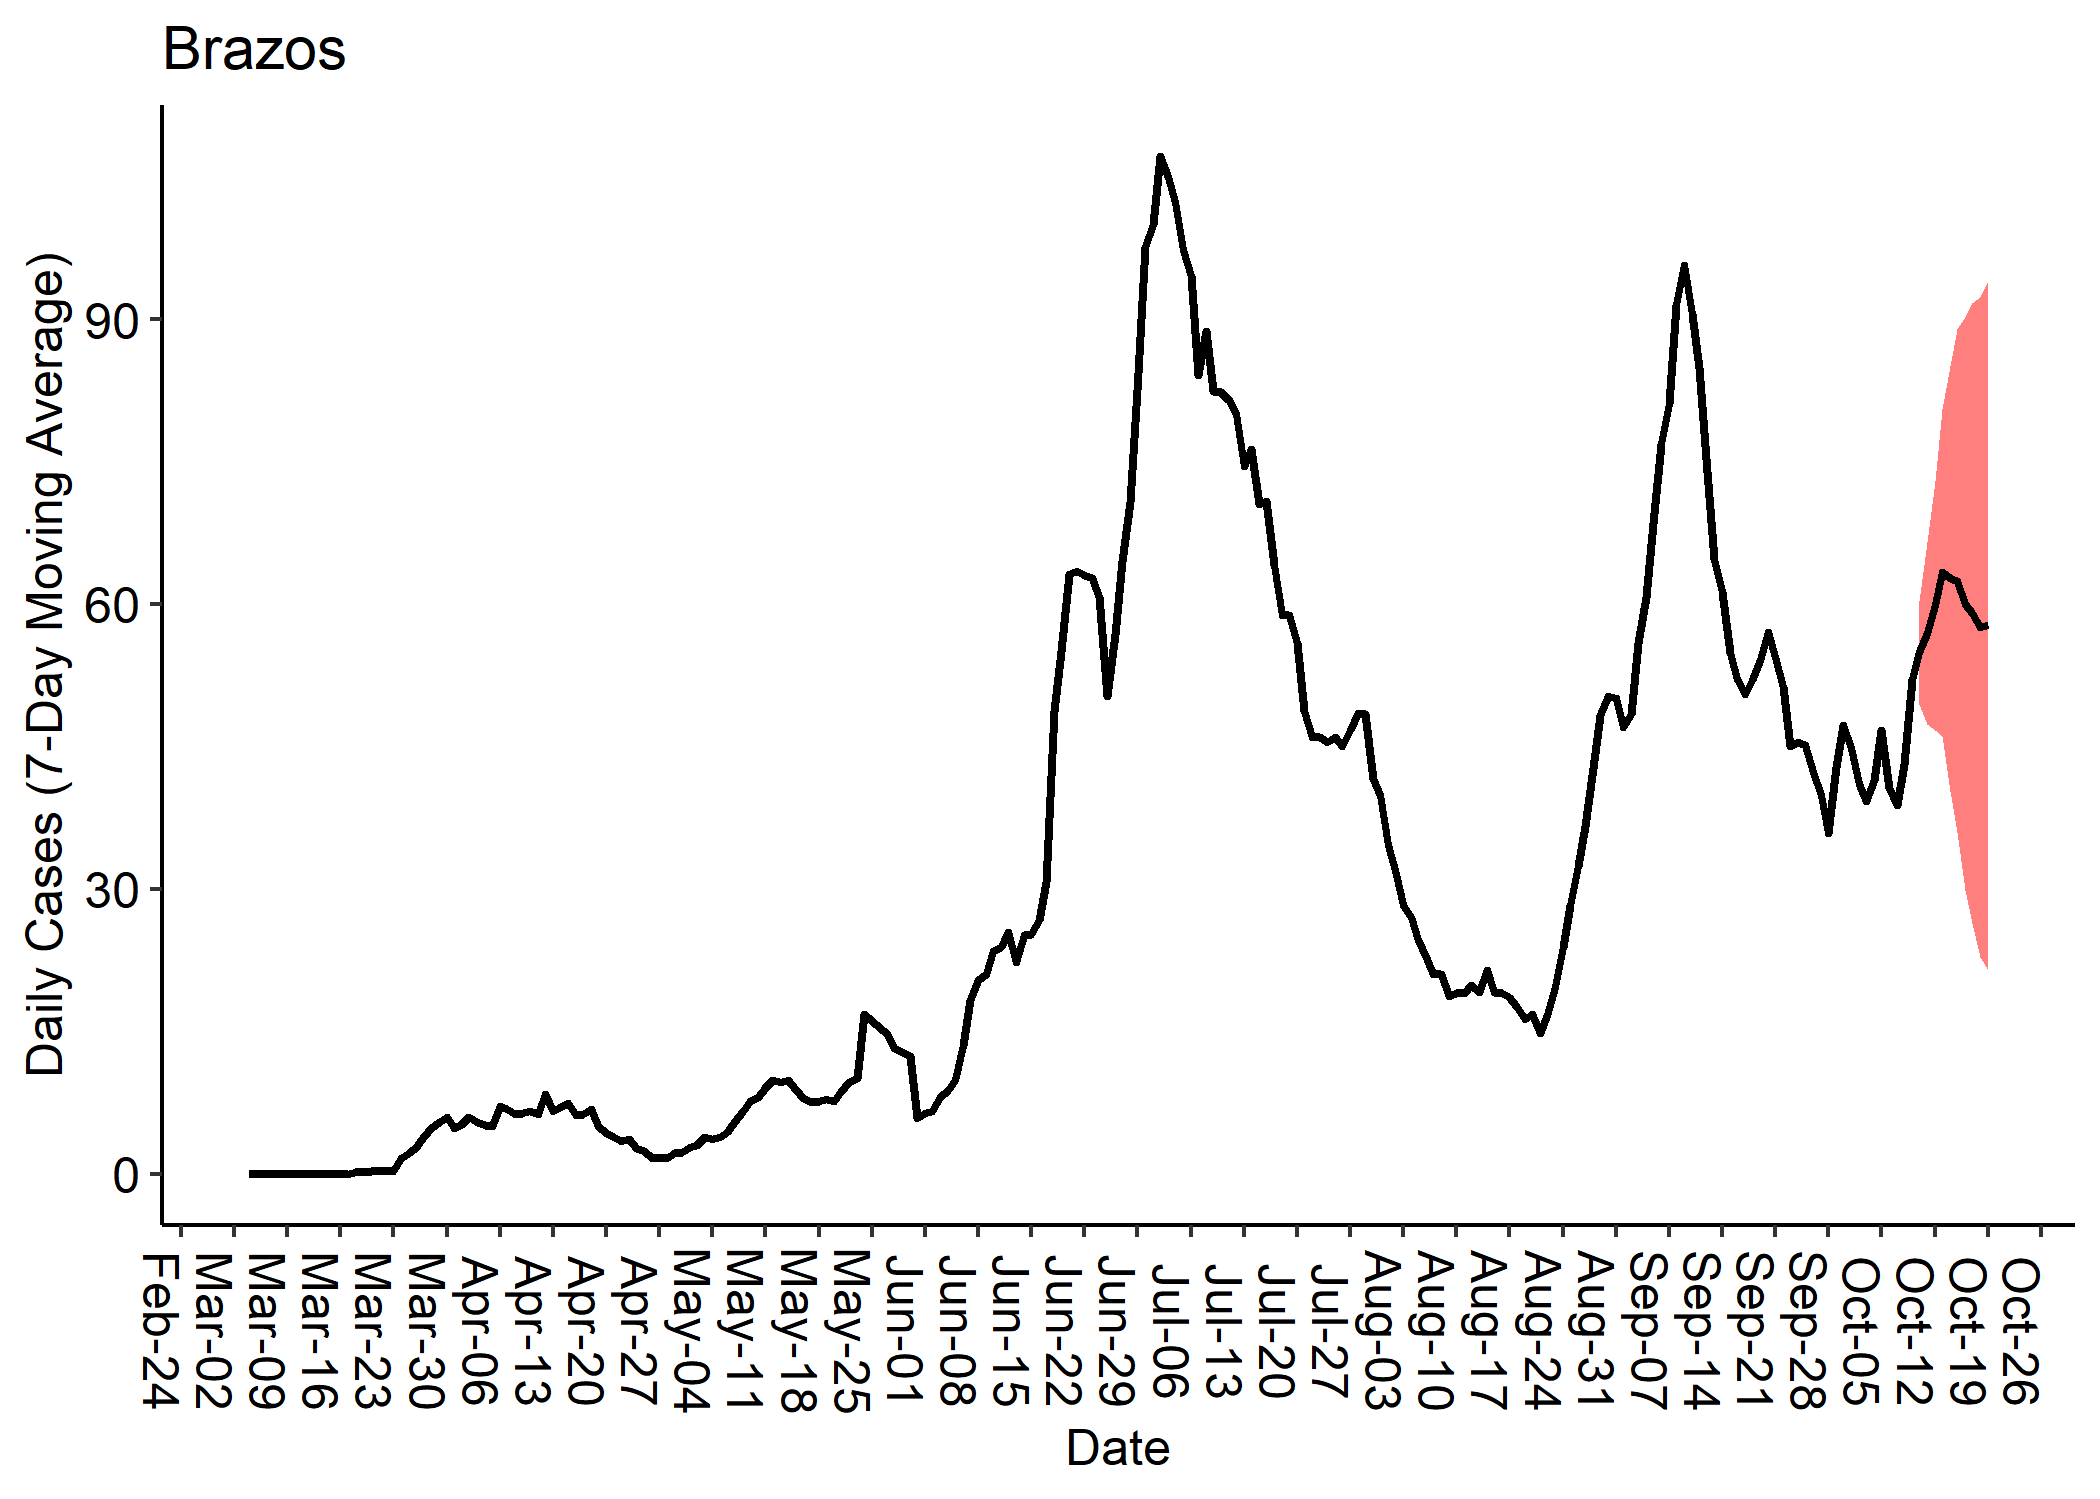 Brazos
Daily Cases (7-Day Moving Average)
90
60
30
0
Feb-24
Mar-02
Mar-09
Mar-16
Mar-23
Mar-30
Apr-06
Apr-13
Apr-20
Apr-27
May-04
May-11
May-18
May-25
Jun-01
Jun-08
Jun-15
Jun-22
Jun-29
Jul-06
Jul-13
Jul-20
Jul-27
Aug-03
Aug-10
Aug-17
Aug-24
Aug-31
Sep-07
Sep-14
Sep-21
Sep-28
Oct-05
Oct-12
Oct-19
Oct-26
Date